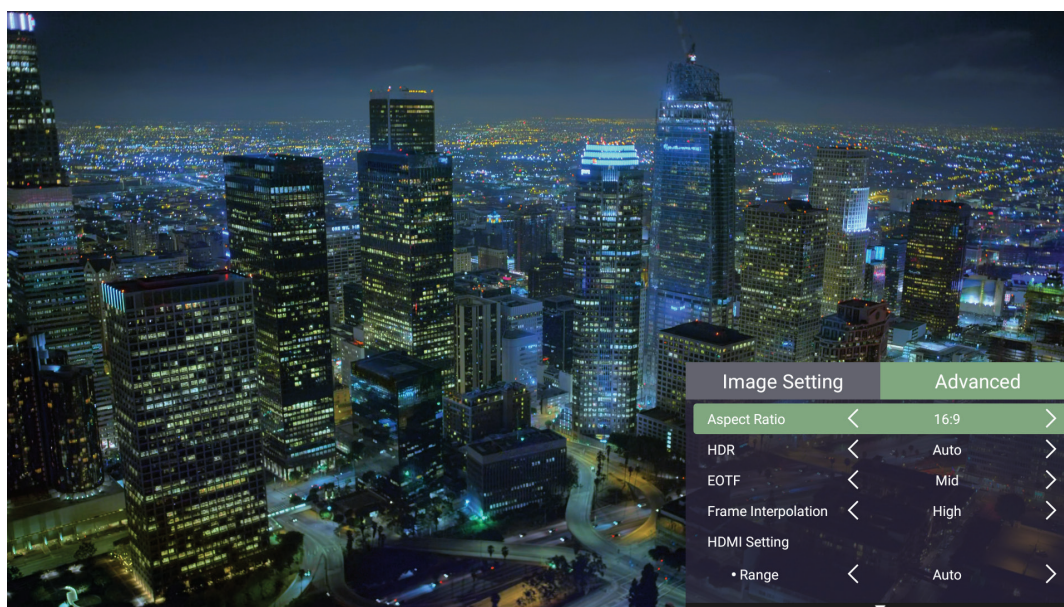 Image Setting Advanced
Aspect Ratio 16:9
HDR Auto
EOTF Mid
Frame Interpolation High
HDMI Setting
• Range Auto